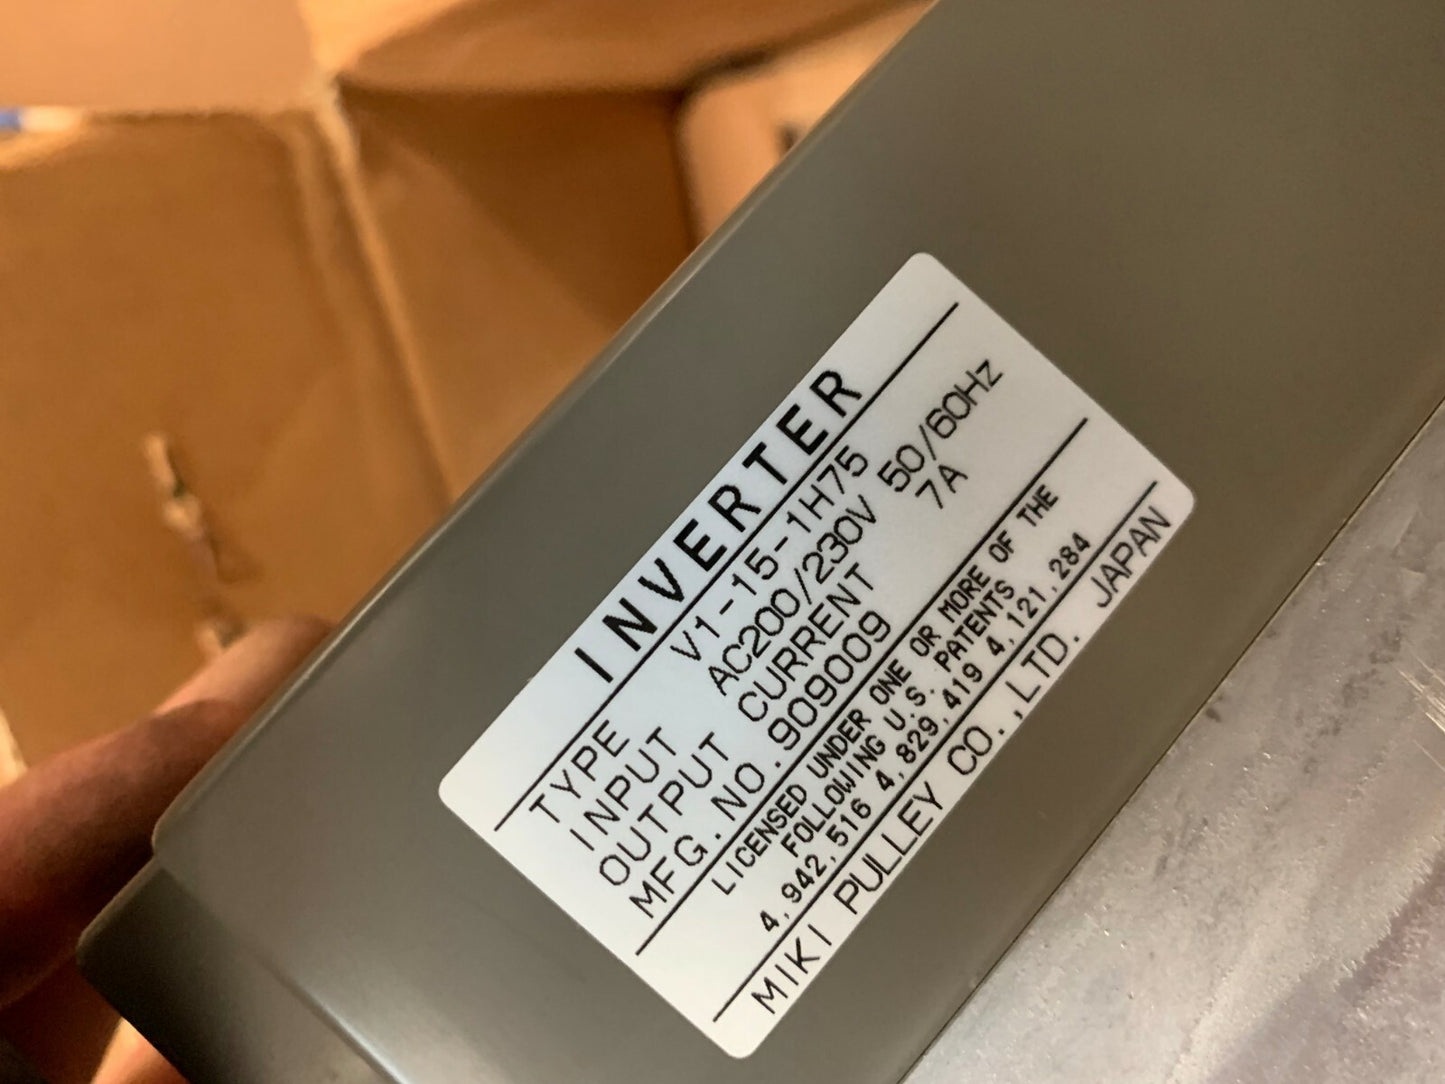 INVERTER
TYPE V1-15-1H75
INPUT AC200/230V 50/60Hz
OUTPUT CURRENT 7A
MFG.NO. 909009
LICENSED UNDER ONE OR MORE OF THE
FOLLOWING U.S. PATENTS
4,942,516 4,829,419 4,121,284
MIKI PULLEY CO.,LTD. JAPAN